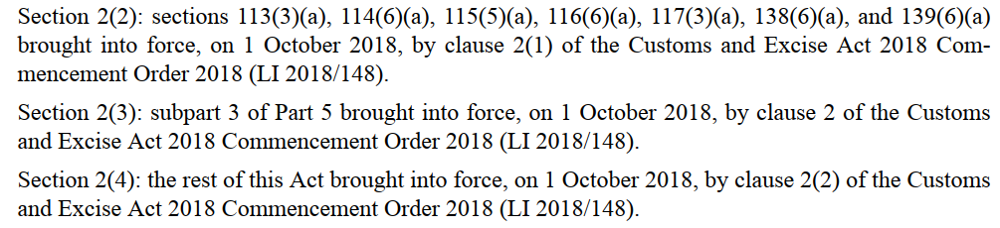 Section 2(2): sections 113(3)(a), 114(6)(a), 115(5)(a), 116(6)(a), 117(3)(a), 138(6)(a), and 139(6)(a)
brought into force, on 1 October 2018, by clause 2(1) of the Customs and Excise Act 2018 Com-
mencement Order 2018 (LI 2018/148).
Section 2(3): subpart 3 of Part 5 brought into force, on 1 October 2018, by clause 2 of the Customs
and Excise Act 2018 Commencement Order 2018 (LI 2018/148).
Section 2(4): the rest of this Act brought into force, on 1 October 2018, by clause 2(2) of the Customs
and Excise Act 2018 Commencement Order 2018 (LI 2018/148).